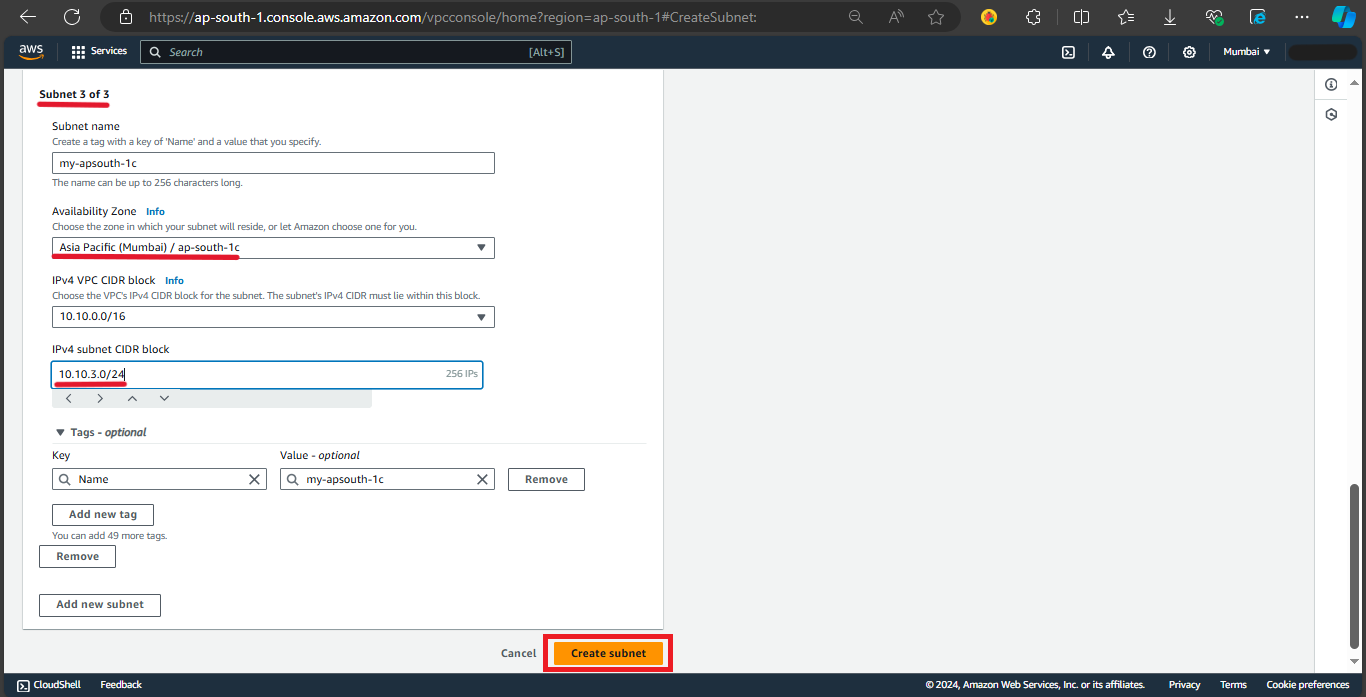 https://ap-south-1.console.aws.amazon.com/vpcconsole/home?region=ap-south-1#CreateSubnet:
aws Services Search [Alt+S] Mumbai
Subnet 3 of 3
Subnet name
Create a tag with a key of 'Name' and a value that you specify.
my-apsouth-1c
The name can be up to 256 characters long.
Availability Zone Info
Choose the zone in which your subnet will reside, or let Amazon choose one for you.
Asia Pacific (Mumbai) / ap-south-1c
IPv4 VPC CIDR block Info
Choose the VPC's IPv4 CIDR block for the subnet. The subnet's IPv4 CIDR must lie within this block.
10.10.0.0/16
IPv4 subnet CIDR block
10.10.3.0/24 256 IPs
Tags - optional
Key Value - optional
Name my-apsouth-1c Remove
Add new tag
You can add 49 more tags.
Remove
Add new subnet
Cancel Create subnet
CloudShell Feedback © 2024, Amazon Web Services, Inc. or its affiliates. Privacy Terms Cookie preferences